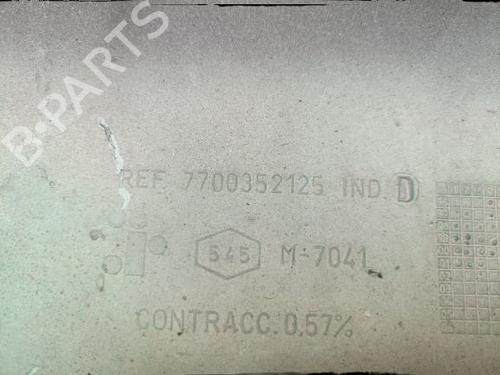 B-PARTS
REF. 7700352125 IND. D
545 M-7041
CONTRACC. 0.57%